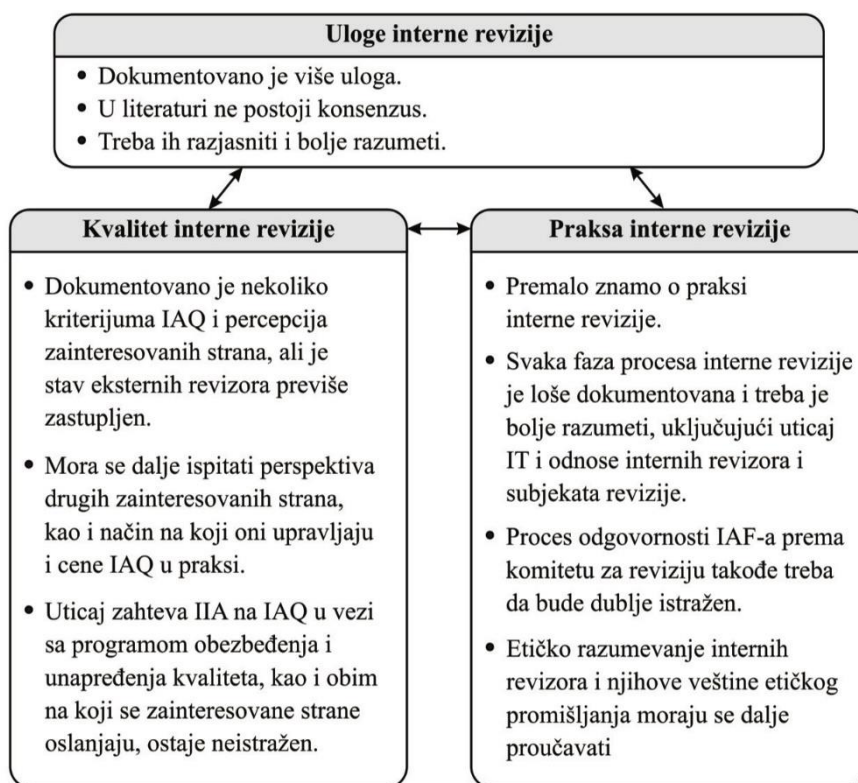 Uloge interne revizije
• Dokumentovano je više uloga.
• U literaturi ne postoji konsenzus.
• Treba ih razjasniti i bolje razumeti.
Kvalitet interne revizije
• Dokumentovano je nekoliko
kriterijuma IAQ i percepcija
zainteresovanih strana, ali je
stav eksternih revizora previše
zastupljen.
• Mora se dalje ispitati perspektiva
drugih zainteresovanih strana,
kao i način na koji oni upravljaju
i cene IAQ u praksi.
• Uticaj zahteva IIA na IAQ u vezi
sa programom obezbeđenja i
unapređenja kvaliteta, kao i obim
na koji se zainteresovane strane
oslanjaju, ostaje neistražen.
Praksa interne revizije
• Premalo znamo o praksi
interne revizije.
• Svaka faza procesa interne revizije
je loše dokumentovana i treba je
bolje razumeti, uključujući uticaj
IT i odnose internih revizora i
subjekata revizije.
• Proces odgovornosti IAF-a prema
komitetu za reviziju takođe treba
da bude dublje istražen.
• Etičko razumevanje internih
revizora i njihove veštine etičkog
promišljanja moraju se dalje
proučavati